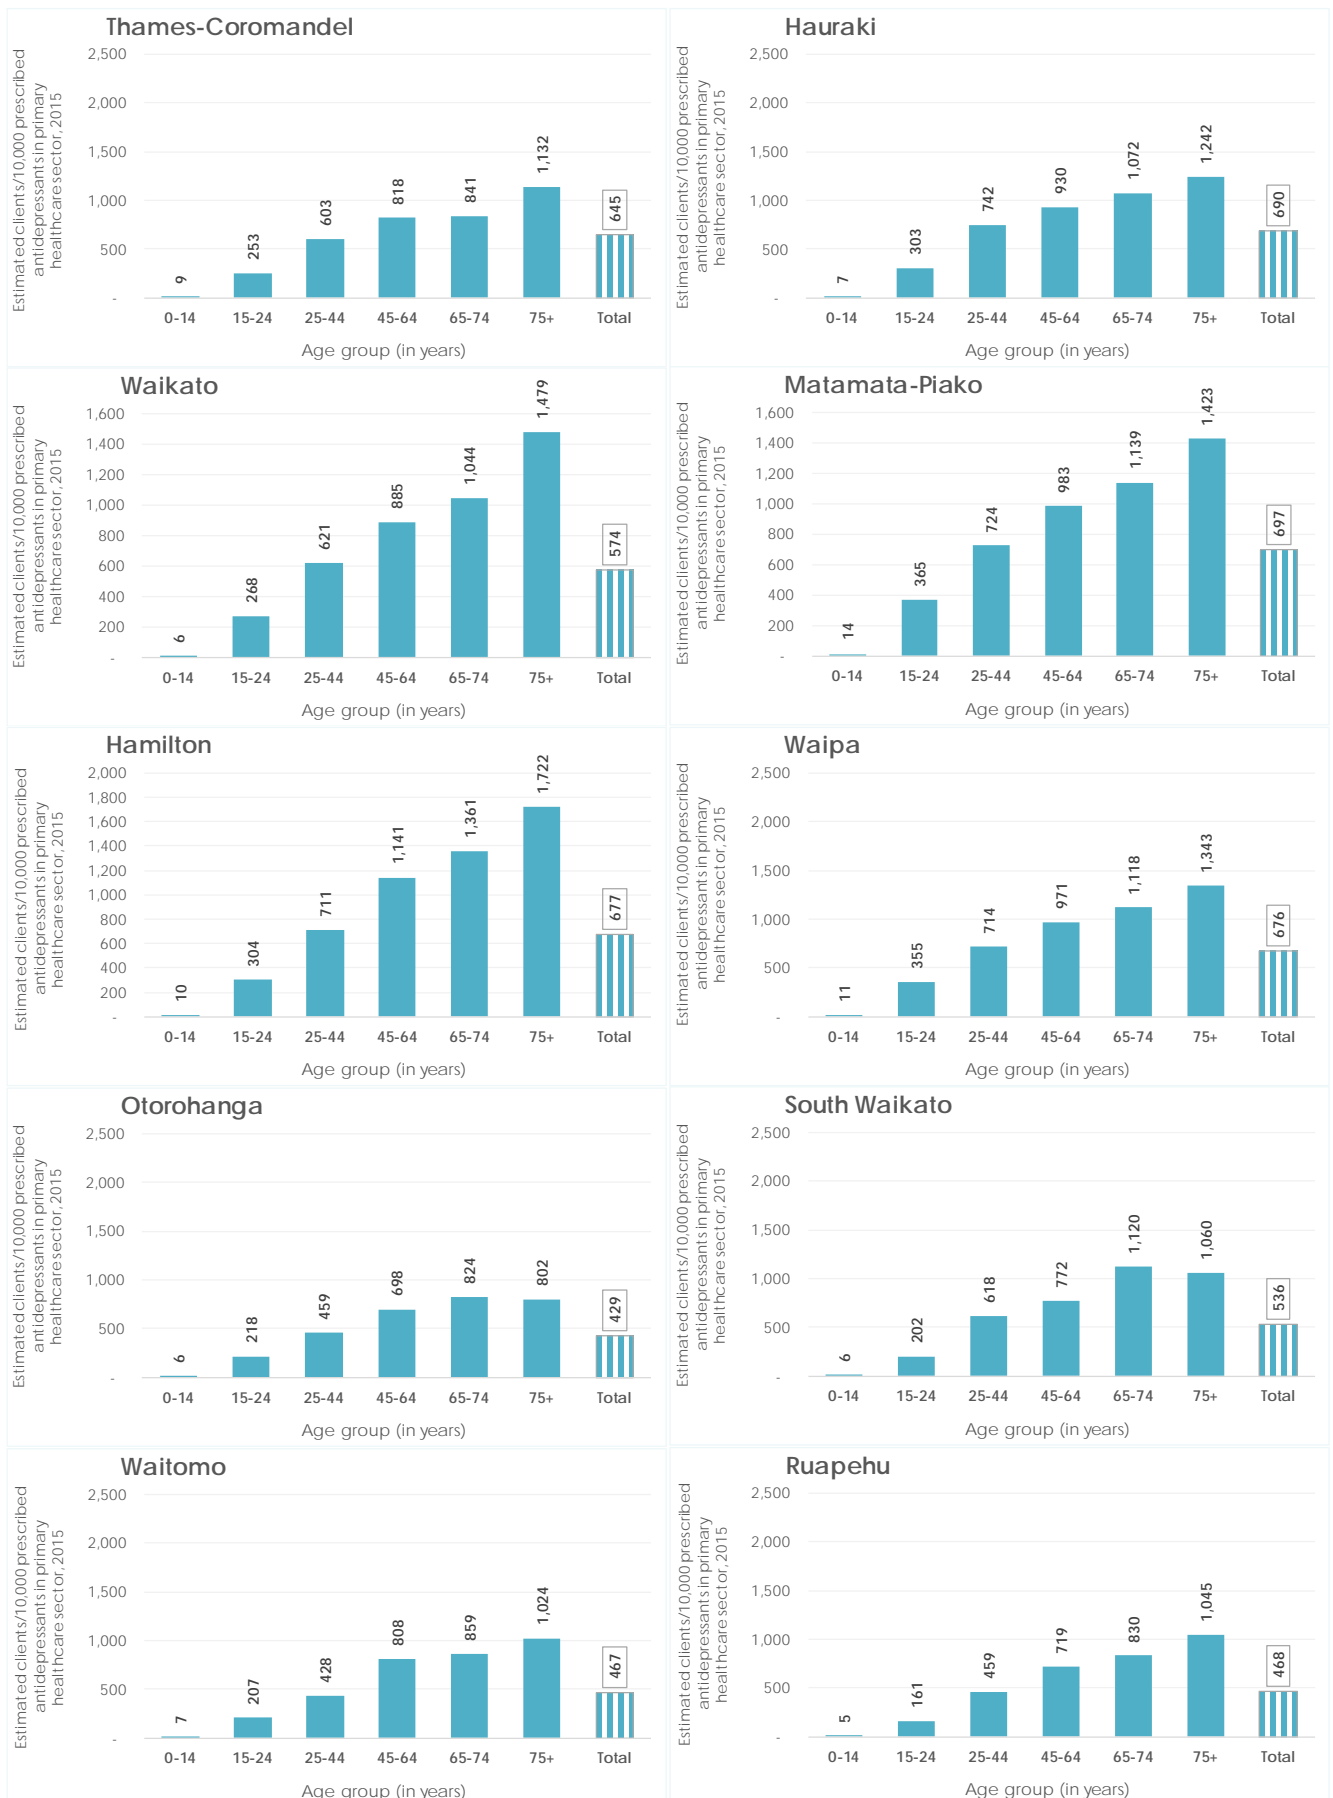 Thames-Coromandel
Estimated clients/10,000 prescribed
antidepressants in primary
healthcare sector, 2015
2,500
2,000
1,500
1,000
500
-
9
253
603
818
841
1,132
645
0-14 15-24 25-44 45-64 65-74 75+ Total
Age group (in years)
Hauraki
Estimated clients/10,000 prescribed
antidepressants in primary
healthcare sector, 2015
2,500
2,000
1,500
1,000
500
-
7
303
742
930
1,072
1,242
690
0-14 15-24 25-44 45-64 65-74 75+ Total
Age group (in years)
Waikato
Estimated clients/10,000 prescribed
antidepressants in primary
healthcare sector, 2015
1,600
1,400
1,200
1,000
800
600
400
200
-
6
268
621
885
1,044
1,479
574
0-14 15-24 25-44 45-64 65-74 75+ Total
Age group (in years)
Matamata-Piako
Estimated clients/10,000 prescribed
antidepressants in primary
healthcare sector, 2015
1,600
1,400
1,200
1,000
800
600
400
200
-
14
365
724
983
1,139
1,423
697
0-14 15-24 25-44 45-64 65-74 75+ Total
Age group (in years)
Hamilton
Estimated clients/10,000 prescribed
antidepressants in primary
healthcare sector, 2015
2,000
1,800
1,600
1,400
1,200
1,000
800
600
400
200
-
10
304
711
1,141
1,361
1,722
677
0-14 15-24 25-44 45-64 65-74 75+ Total
Age group (in years)
Waipa
Estimated clients/10,000 prescribed
antidepressants in primary
healthcare sector, 2015
2,500
2,000
1,500
1,000
500
-
11
355
714
971
1,118
1,343
676
0-14 15-24 25-44 45-64 65-74 75+ Total
Age group (in years)
Otorohanga
Estimated clients/10,000 prescribed
antidepressants in primary
healthcare sector, 2015
2,500
2,000
1,500
1,000
500
-
6
218
459
698
824
802
429
0-14 15-24 25-44 45-64 65-74 75+ Total
Age group (in years)
South Waikato
Estimated clients/10,000 prescribed
antidepressants in primary
healthcare sector, 2015
2,500
2,000
1,500
1,000
500
-
6
202
618
772
1,120
1,060
536
0-14 15-24 25-44 45-64 65-74 75+ Total
Age group (in years)
Waitomo
Estimated clients/10,000 prescribed
antidepressants in primary
healthcare sector, 2015
2,500
2,000
1,500
1,000
500
-
7
207
428
808
859
1,024
467
0-14 15-24 25-44 45-64 65-74 75+ Total
Age group (in years)
Ruapehu
Estimated clients/10,000 prescribed
antidepressants in primary
healthcare sector, 2015
2,500
2,000
1,500
1,000
500
-
5
161
459
719
830
1,045
468
0-14 15-24 25-44 45-64 65-74 75+ Total
Age group (in years)